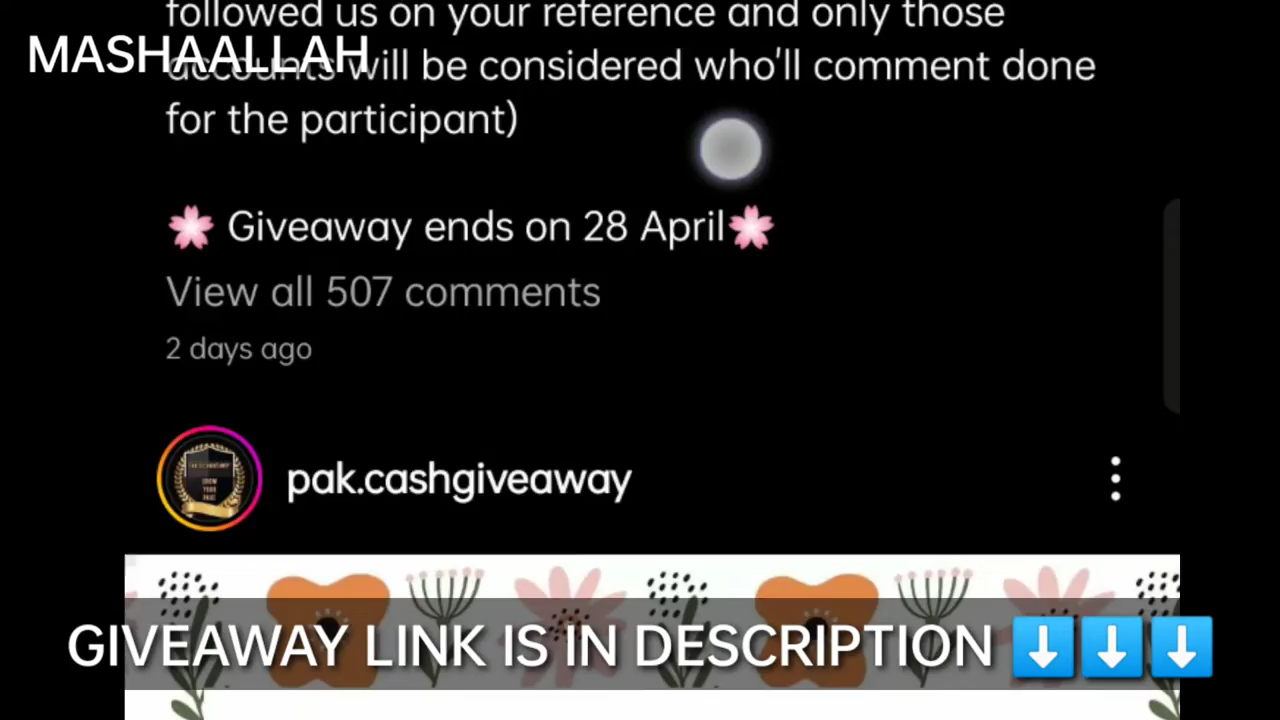 followed us on your reference and only those
MASHAALLAH
accounts will be considered who'll comment done
for the participant)
🌸 Giveaway ends on 28 April🌸
View all 507 comments
2 days ago
pak.cashgiveaway
GIVEAWAY LINK IS IN DESCRIPTION ⬇️⬇️⬇️